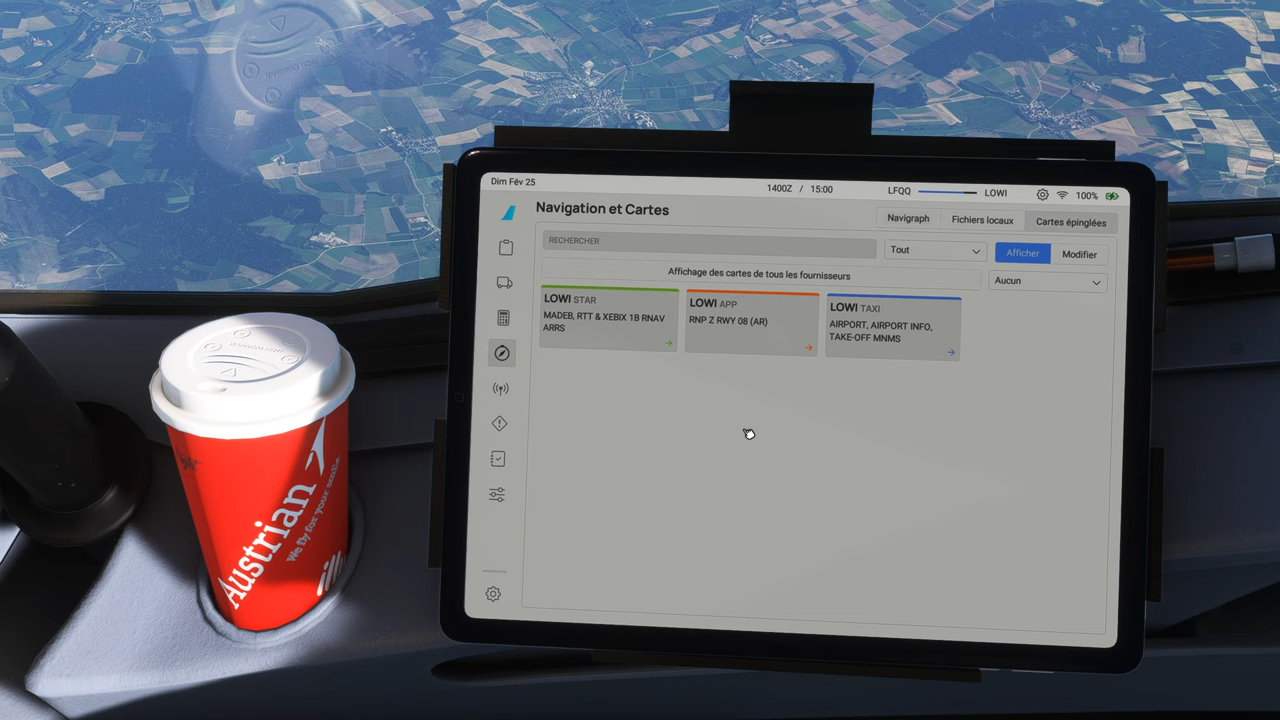 Dim Fév 25
1400Z / 15:00
LFQQ
LOWI
100%
Navigation et Cartes
Navigraph
Fichiers locaux
Cartes épinglées
RECHERCHER
Tout
Afficher
Modifier
Affichage des cartes de tous les fournisseurs
Aucun
LOWI STAR
MADEB, RTT & XEBIX 1B RNAV
ARRS
LOWI APP
RNP Z RWY 08 (AR)
LOWI TAXI
AIRPORT, AIRPORT INFO,
TAKE-OFF MNMS
Austrian
We fly for your smile.